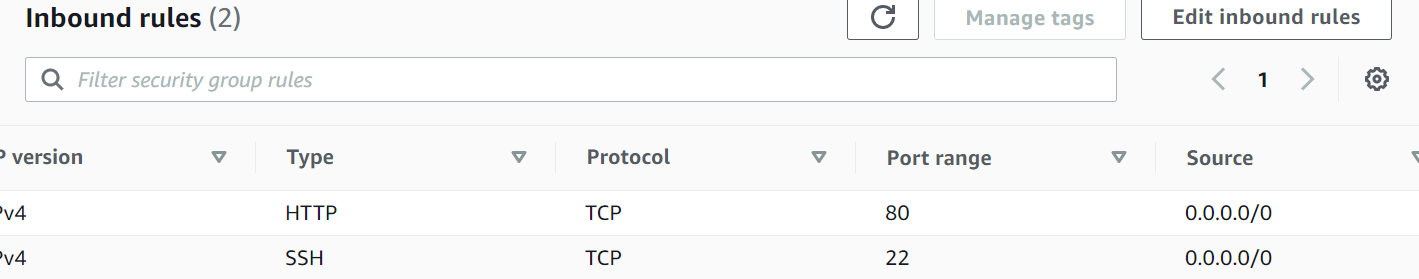 Inbound rules (2)
Manage tags
Edit inbound rules
Filter security group rules
1
P version Type Protocol Port range Source
Pv4 HTTP TCP 80 0.0.0.0/0
Pv4 SSH TCP 22 0.0.0.0/0